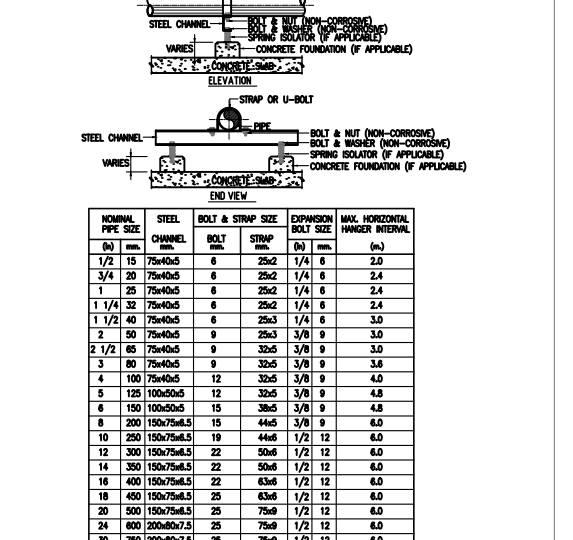 BOLT & NUT (NON-CORROSIVE)
STEEL CHANNEL
BOLT & WASHER (NON-CORROSIVE)
SPRING ISOLATOR (IF APPLICABLE)
VARIES
CONCRETE FOUNDATION (IF APPLICABLE)
CONCRETE SLAB
ELEVATION
STRAP OR U-BOLT
PIPE
STEEL CHANNEL
BOLT & NUT (NON-CORROSIVE)
BOLT & WASHER (NON-CORROSIVE)
SPRING ISOLATOR (IF APPLICABLE)
VARIES
CONCRETE FOUNDATION (IF APPLICABLE)
CONCRETE SLAB
END VIEW
NOMINAL PIPE SIZE STEEL CHANNEL mm. BOLT & STRAP SIZE EXPANSION BOLT SIZE MAX. HORIZONTAL HANGER INTERVAL
(in) mm. BOLT mm. STRAP mm. (in) mm. (m.)
1/2 15 75x40x5 6 25x2 1/4 6 2.0
3/4 20 75x40x5 6 25x2 1/4 6 2.4
1 25 75x40x5 6 25x2 1/4 6 2.4
1 1/4 32 75x40x5 6 25x2 1/4 6 2.4
1 1/2 40 75x40x5 6 25x3 1/4 6 3.0
2 50 75x40x5 9 25x3 3/8 9 3.0
2 1/2 65 75x40x5 9 32x5 3/8 9 3.0
3 80 75x40x5 9 32x5 3/8 9 3.6
4 100 75x40x5 12 32x5 3/8 9 4.0
5 125 100x50x5 12 32x5 3/8 9 4.8
6 150 100x50x5 15 38x5 3/8 9 4.8
8 200 150x75x6.5 15 44x5 3/8 9 6.0
10 250 150x75x6.5 19 44x6 1/2 12 6.0
12 300 150x75x6.5 22 50x6 1/2 12 6.0
14 350 150x75x6.5 22 50x6 1/2 12 6.0
16 400 150x75x6.5 22 63x6 1/2 12 6.0
18 450 150x75x6.5 25 63x6 1/2 12 6.0
20 500 150x75x6.5 25 75x9 1/2 12 6.0
24 600 200x80x7.5 25 75x9 1/2 12 6.0
30 750 200x80x7.5 25 75x9 1/2 12 6.0